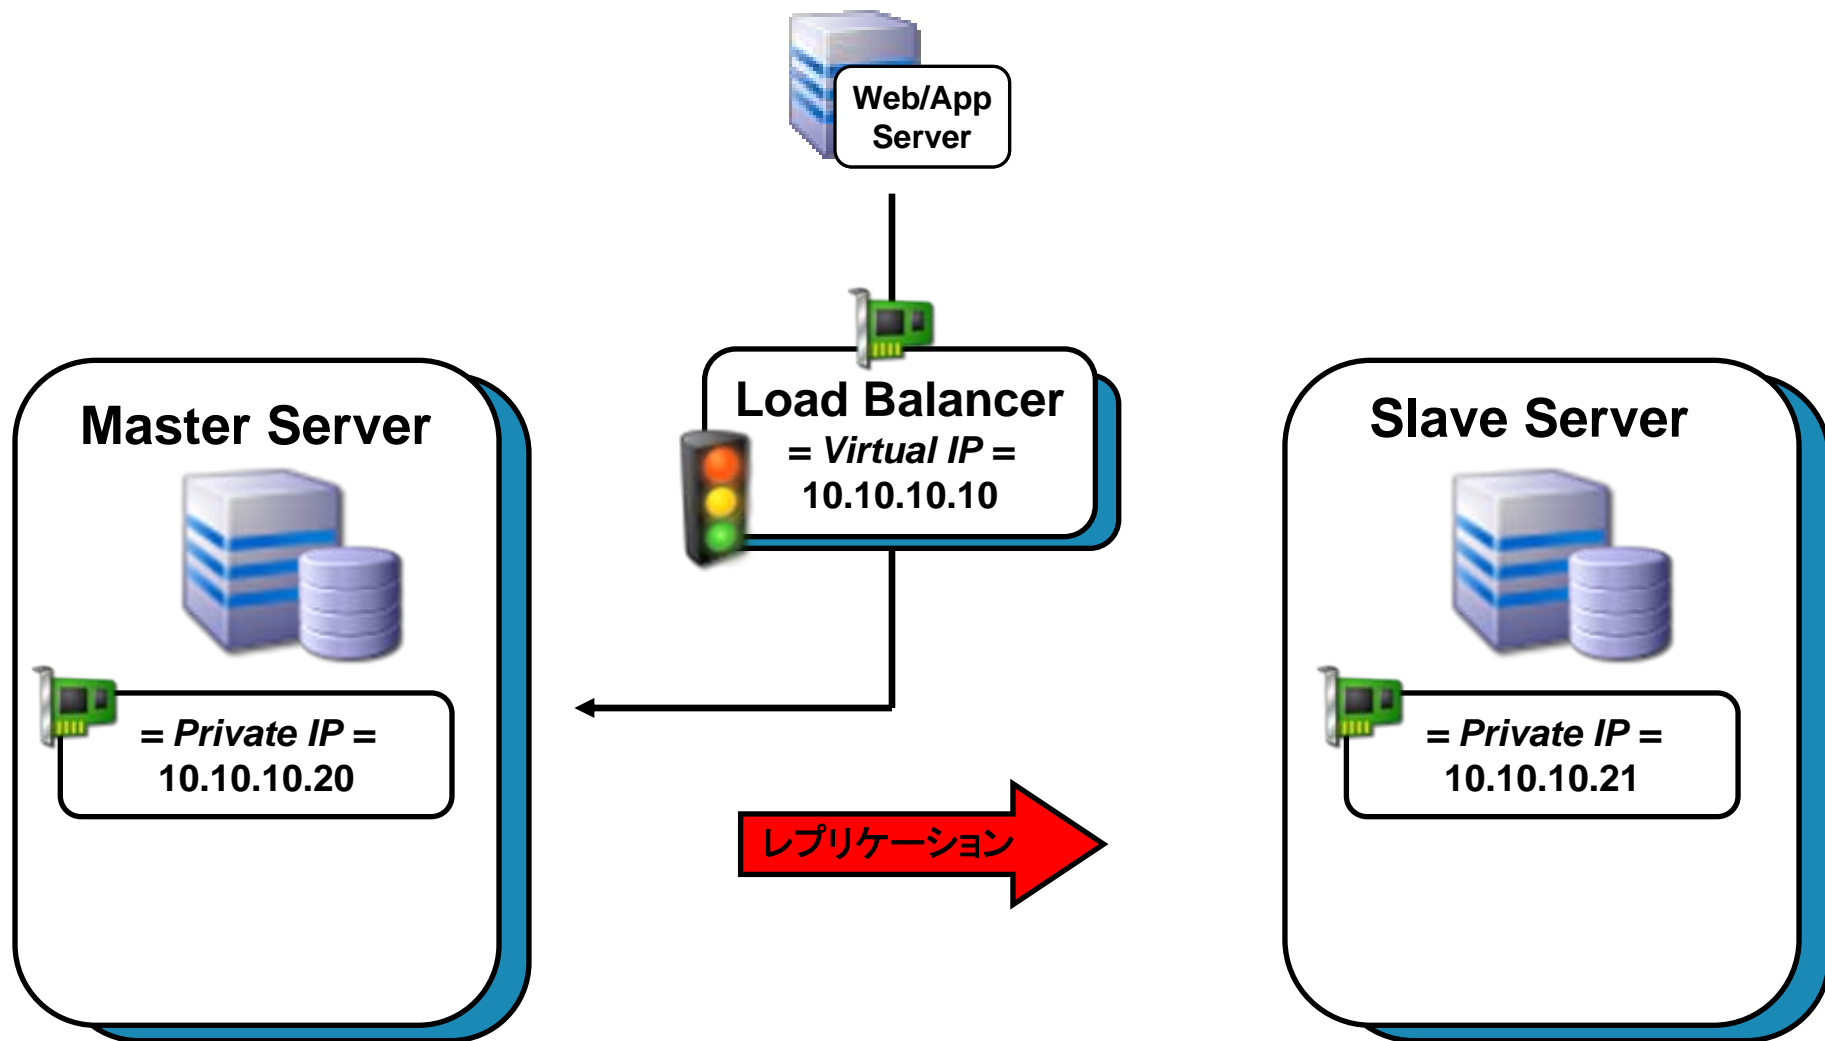 Web/App
Server
Load Balancer
= Virtual IP =
10.10.10.10
Master Server
= Private IP =
10.10.10.20
レプリケーション
Slave Server
= Private IP =
10.10.10.21